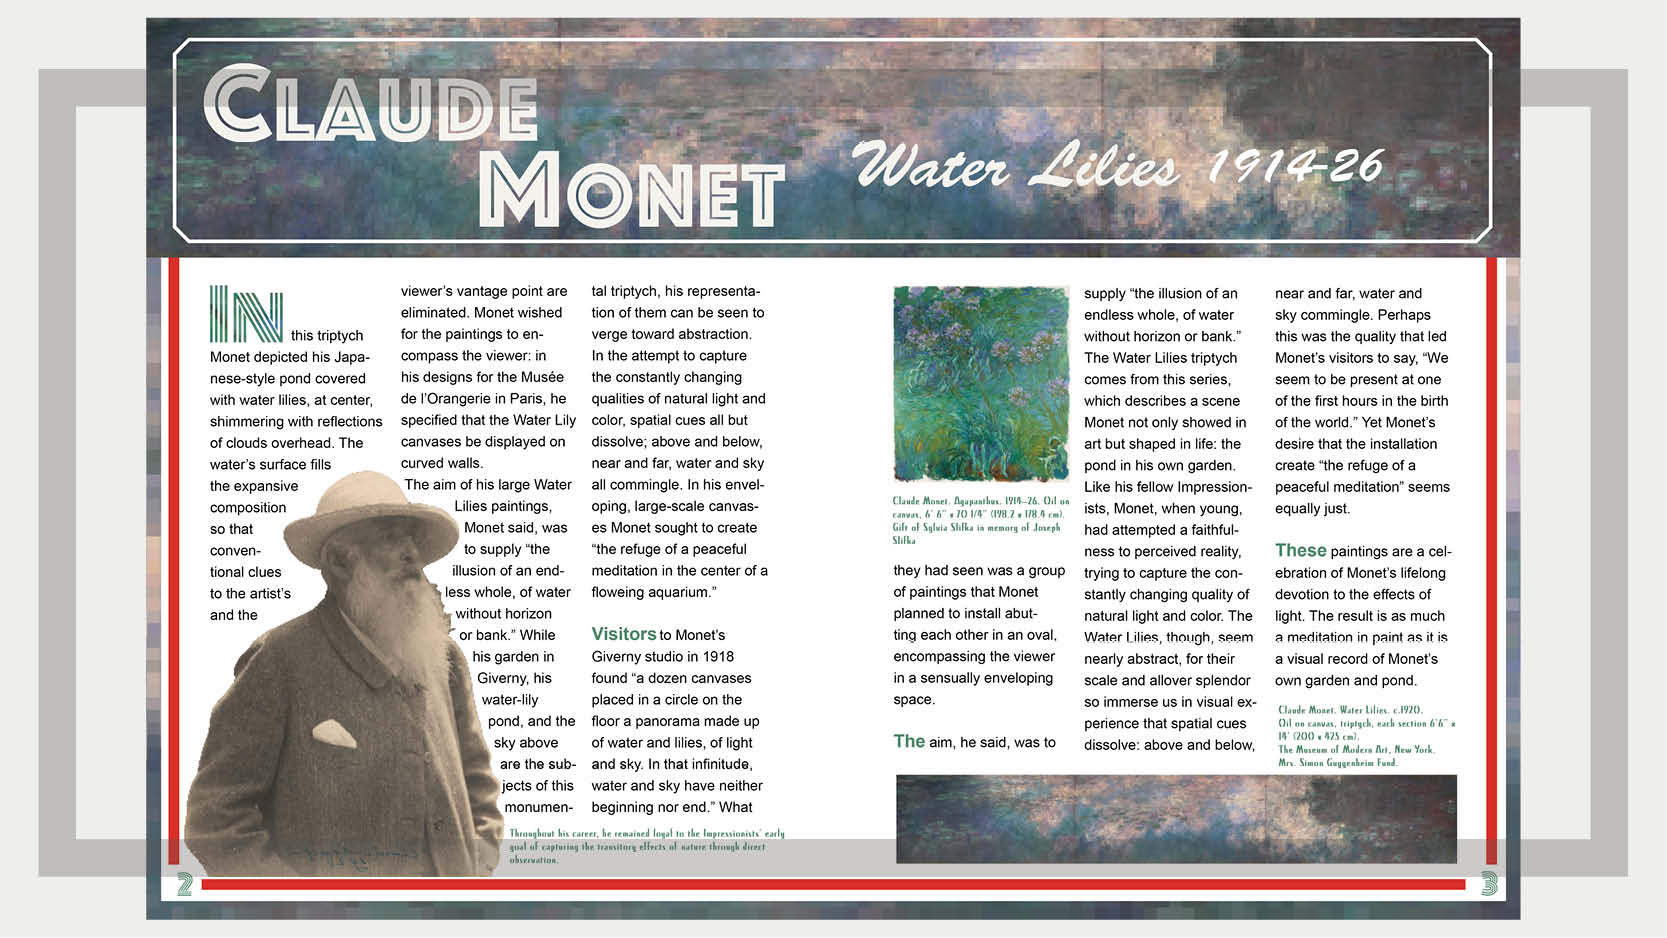 CLAUDE
MONET
Water Lilies 1914-26
IN this triptych
Monet depicted his Japa-
nese-style pond covered
with water lilies, at center,
shimmering with reflections
of clouds overhead. The
water’s surface fills
the expansive
composition
so that
conven-
tional clues
to the artist’s
and the
viewer’s vantage point are
eliminated. Monet wished
for the paintings to en-
compass the viewer: in
his designs for the Musée
de l’Orangerie in Paris, he
specified that the Water Lily
canvases be displayed on
curved walls.
The aim of his large Water
Lilies paintings,
Monet said, was
to supply “the
illusion of an end-
less whole, of water
without horizon
or bank.” While
his garden in
Giverny, his
water-lily
pond, and the
sky above
are the sub-
jects of this
monumen-
tal triptych, his representa-
tion of them can be seen to
verge toward abstraction.
In the attempt to capture
the constantly changing
qualities of natural light and
color, spatial cues all but
dissolve; above and below,
near and far, water and sky
all commingle. In his envel-
oping, large-scale canvas-
es Monet sought to create
“the refuge of a peaceful
meditation in the center of a
floweing aquarium.”
Visitors to Monet’s
Giverny studio in 1918
found “a dozen canvases
placed in a circle on the
floor a panorama made up
of water and lilies, of light
and sky. In that infinitude,
water and sky have neither
beginning nor end.” What
Throughout his career, he remained loyal to the Impressionists’ early
goal of capturing the transitory effects of nature through direct
observation.
2
Claude Monet. Agapanthus. 1914–26. Oil on
canvas, 6’ 6” x 70 1/4” (198.2 x 178.4 cm).
Gift of Sylvia Slifka in memory of Joseph
Slifka
they had seen was a group
of paintings that Monet
planned to install abut-
ting each other in an oval,
encompassing the viewer
in a sensually enveloping
space.
The aim, he said, was to
supply “the illusion of an
endless whole, of water
without horizon or bank.”
The Water Lilies triptych
comes from this series,
which describes a scene
Monet not only showed in
art but shaped in life: the
pond in his own garden.
Like his fellow Impression-
ists, Monet, when young,
had attempted a faithful-
ness to perceived reality,
trying to capture the con-
stantly changing quality of
natural light and color. The
Water Lilies, though, seem
nearly abstract, for their
scale and allover splendor
so immerse us in visual ex-
perience that spatial cues
dissolve: above and below,
near and far, water and
sky commingle. Perhaps
this was the quality that led
Monet’s visitors to say, “We
seem to be present at one
of the first hours in the birth
of the world.” Yet Monet’s
desire that the installation
create “the refuge of a
peaceful meditation” seems
equally just.
These paintings are a cel-
ebration of Monet’s lifelong
devotion to the effects of
light. The result is as much
a meditation in paint as it is
a visual record of Monet’s
own garden and pond.
Claude Monet. Water Lilies. c.1920.
Oil on canvas, triptych, each section 6’6” x
14’ (200 x 425 cm).
The Museum of Modern Art, New York.
Mrs. Simon Guggenheim Fund.
3